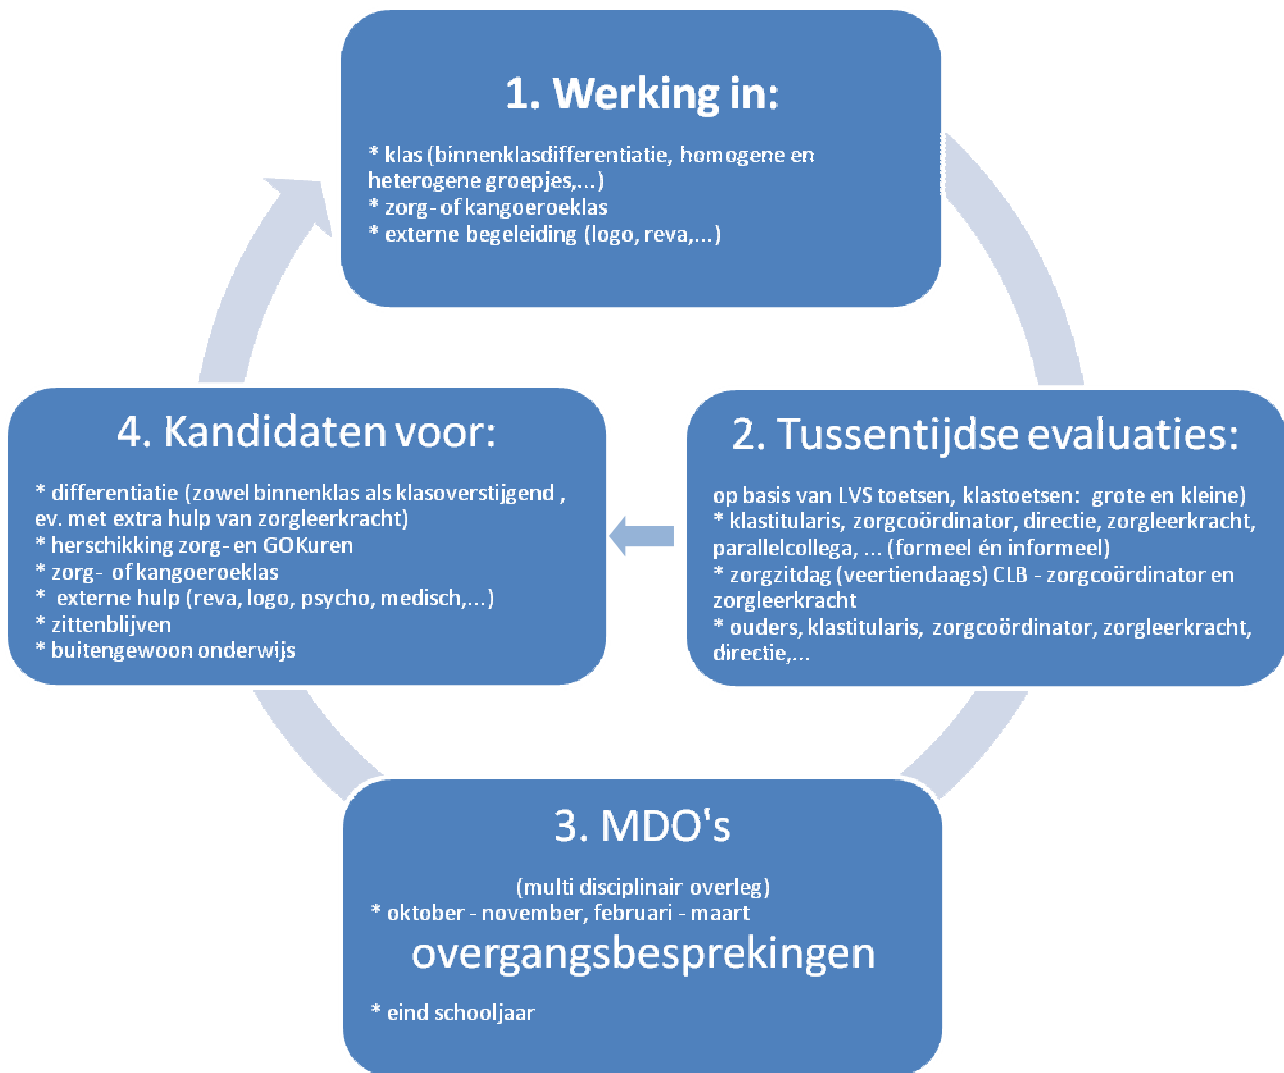 1. Werking in:
* klas (binnenklasdifferentiatie, homogene en
heterogene groepjes,...)
* zorg- of kangoeroeklas
* externe begeleiding (logo, reva,...)
2. Tussentijdse evaluaties:
op basis van LVS toetsen, klastoetsen: grote en kleine)
* klastitularis, zorgcoördinator, directie, zorgleerkracht,
parallelcollega, ... (formeel én informeel)
* zorgzitdag (veertiendaags) CLB - zorgcoördinator en
zorgleerkracht
* ouders, klastitularis, zorgcoördinator, zorgleerkracht,
directie,...
3. MDO's
(multi disciplinair overleg)
* oktober - november, februari - maart
overgangsbesprekingen
* eind schooljaar
4. Kandidaten voor:
* differentiatie (zowel binnenklas als klasoverstijgend ,
ev. met extra hulp van zorgleerkracht)
* herschikking zorg- en GOKuren
* zorg- of kangoeroeklas
* externe hulp (reva, logo, psycho, medisch,...)
* zittenblijven
* buitengewoon onderwijs